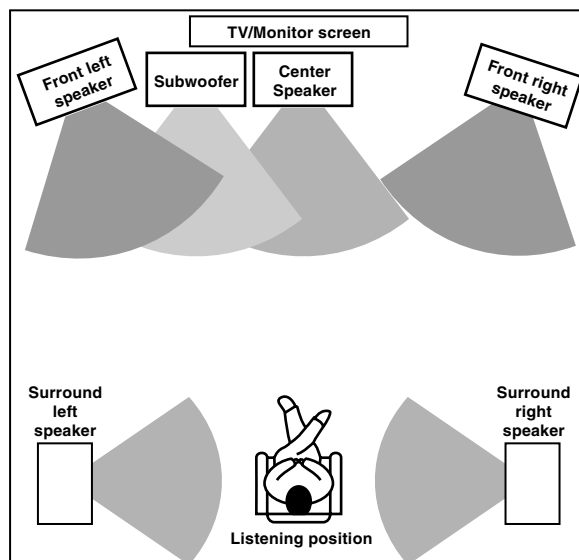 TV/Monitor screen
Front left
speaker
Subwoofer
Center
Speaker
Front right
speaker
Surround
left
speaker
Surround
right
speaker
Listening position